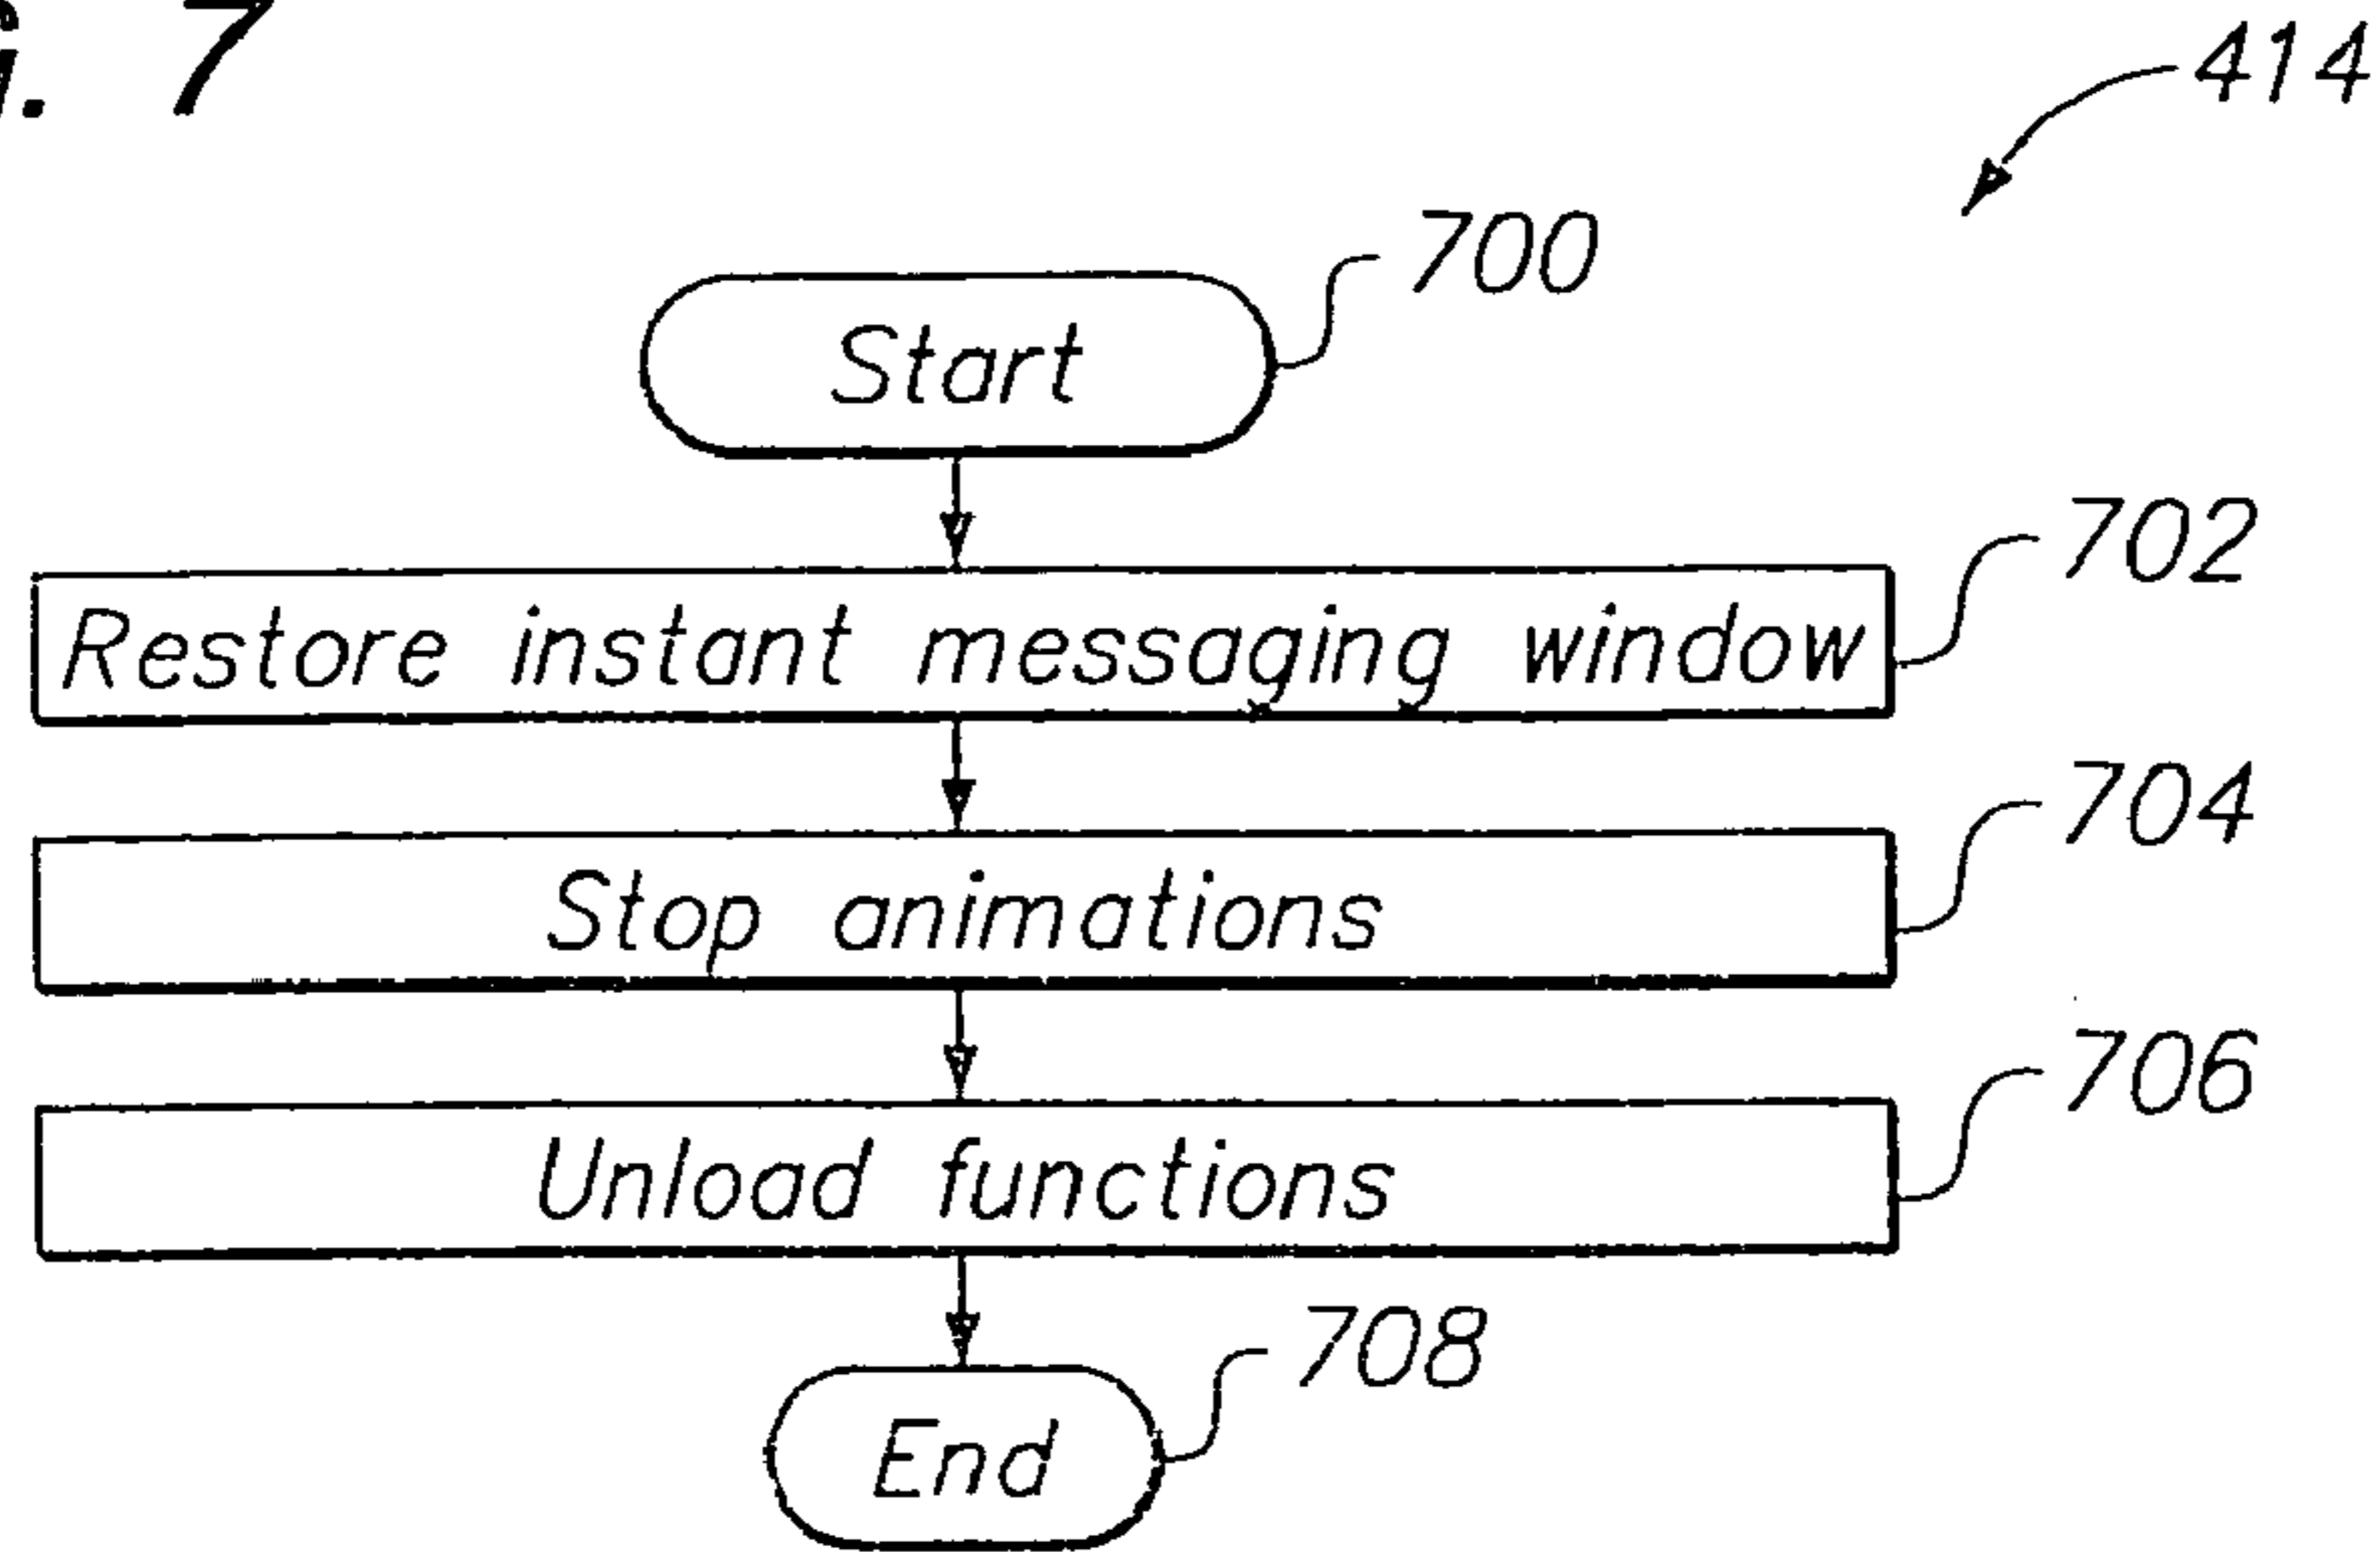 . 7
414
700
Start
702
Restore instant messaging window
704
Stop animations
706
Unload functions
708
End